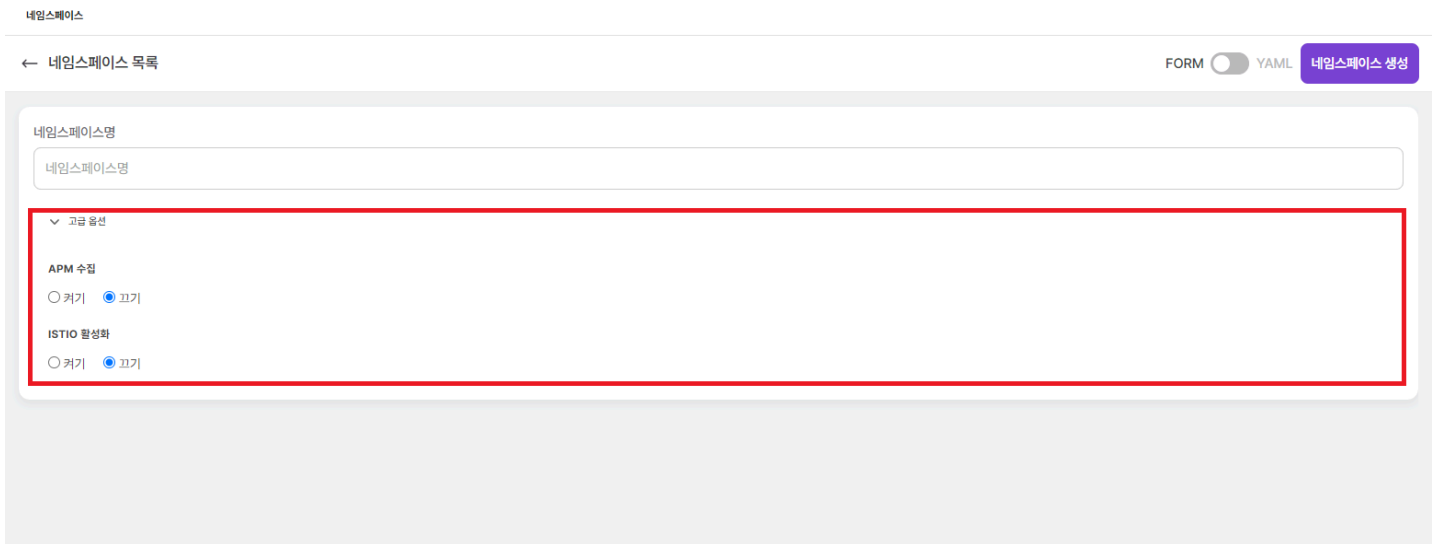 네임스페이스
← 네임스페이스 목록
FORM YAML 네임스페이스 생성
네임스페이스명
네임스페이스명
고급 옵션
APM 수집
켜기 끄기
ISTIO 활성화
켜기 끄기